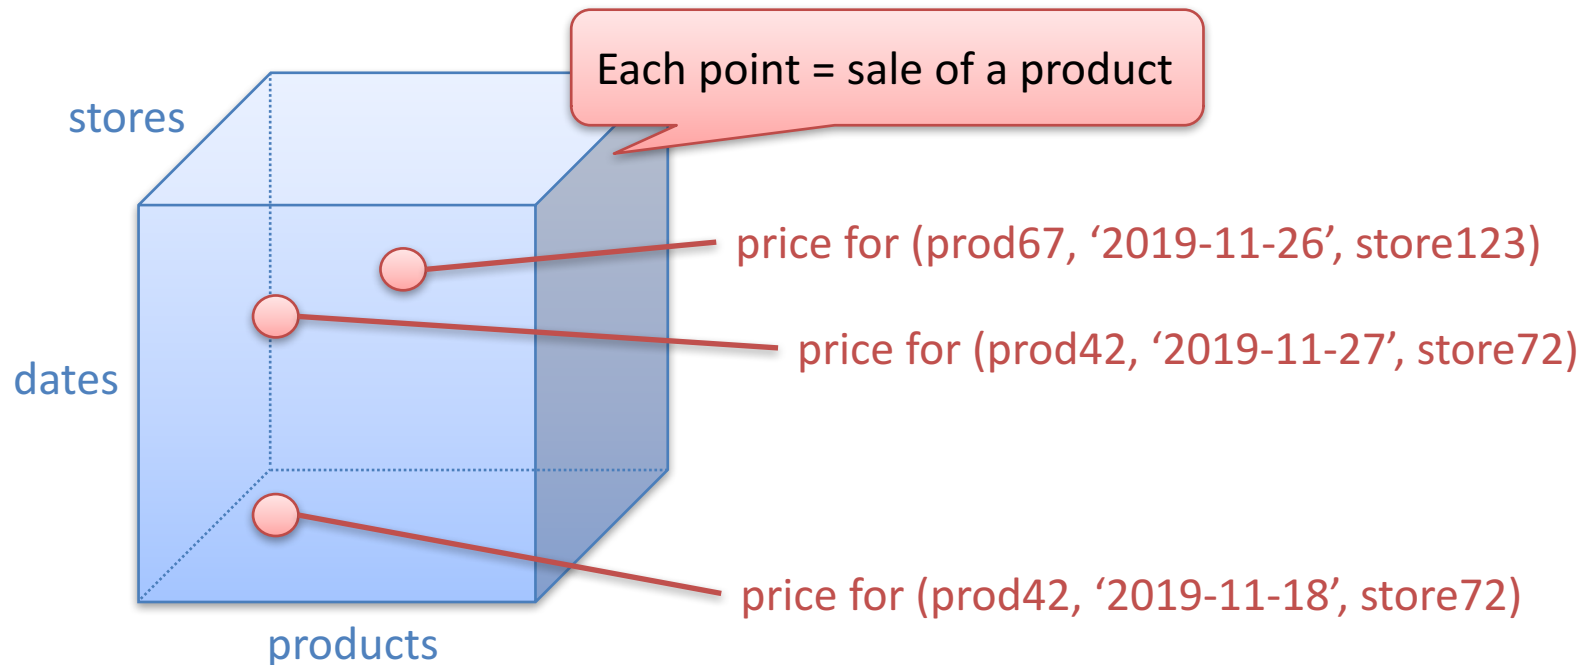 Each point = sale of a product
stores
price for (prod67, ‘2019-11-26’, store123)
price for (prod42, ‘2019-11-27’, store72)
dates
price for (prod42, ‘2019-11-18’, store72)
products